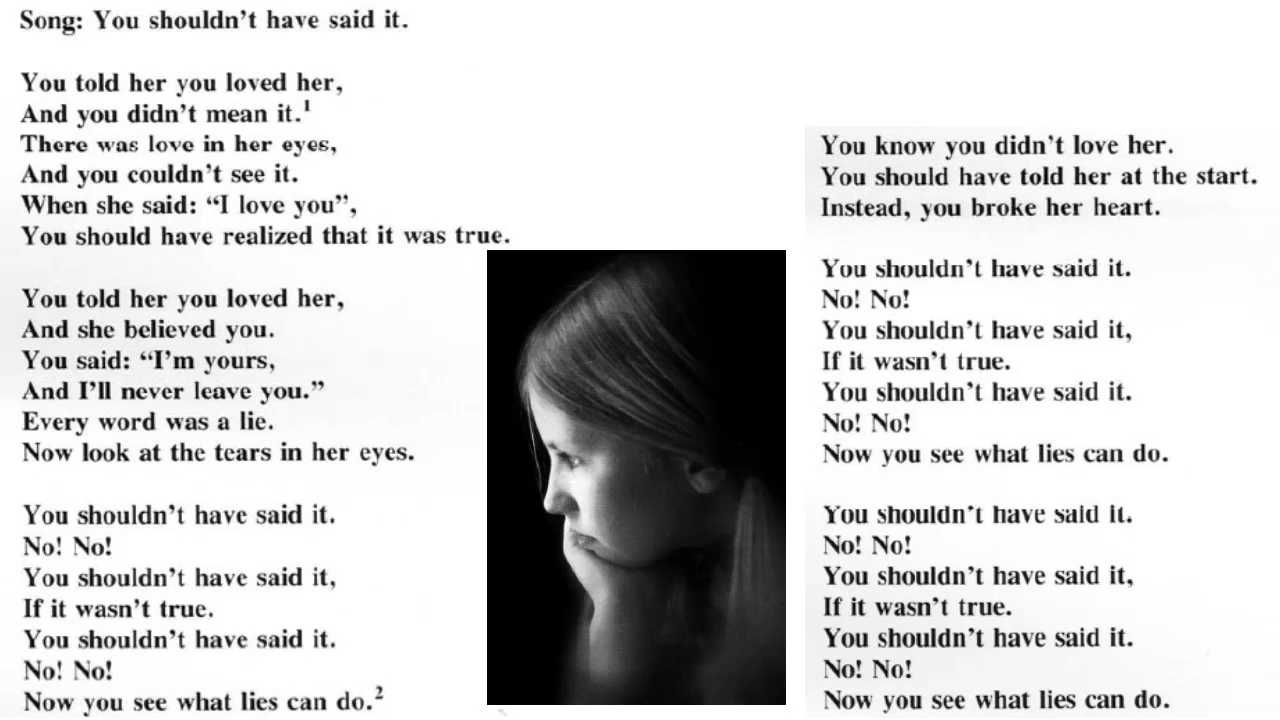 Song: You shouldn't have said it.
You told her you loved her,
And you didn't mean it.¹
There was love in her eyes,
And you couldn't see it.
When she said: “I love you”,
You should have realized that it was true.
You told her you loved her,
And she believed you.
You said: “I'm yours,
And I'll never leave you.”
Every word was a lie.
Now look at the tears in her eyes.
You shouldn't have said it.
No! No!
You shouldn't have said it,
If it wasn't true.
You shouldn't have said it.
No! No!
Now you see what lies can do.²
You know you didn't love her.
You should have told her at the start.
Instead, you broke her heart.
You shouldn't have said it.
No! No!
You shouldn't have said it,
If it wasn't true.
You shouldn't have said it.
No! No!
Now you see what lies can do.
You shouldn't have said it.
No! No!
You shouldn't have said it,
If it wasn't true.
You shouldn't have said it.
No! No!
Now you see what lies can do.